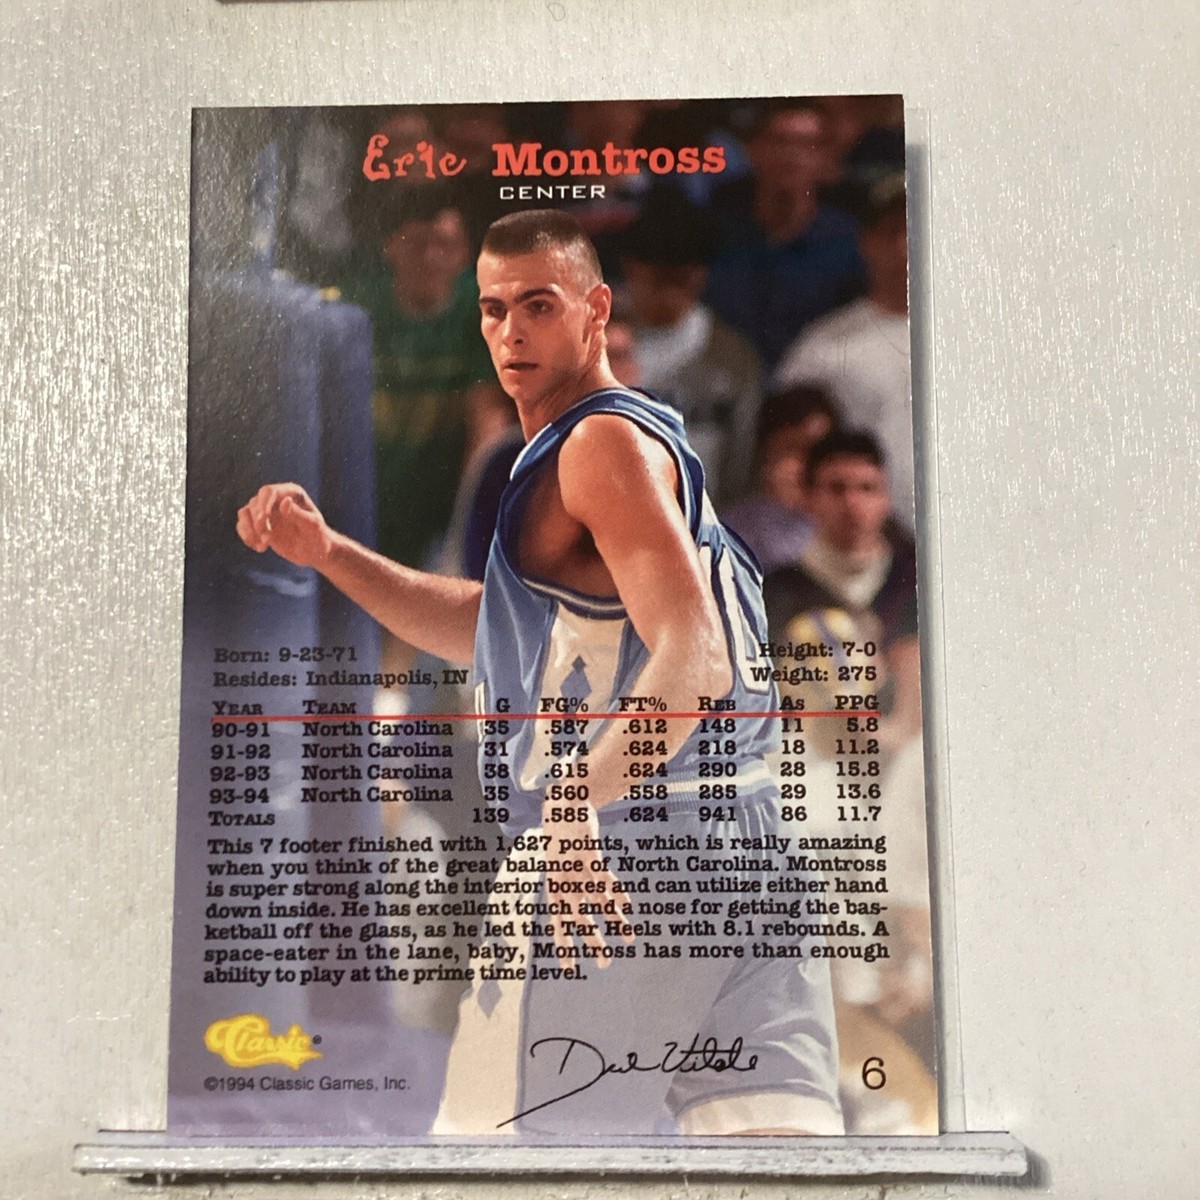 Eric Montross
CENTER
Born: 9-23-71
Height: 7-0
Resides: Indianapolis, IN
Weight: 275
YEAR TEAM G FG% FT% REB AS PPG
90-91 North Carolina 35 .587 .612 148 11 5.8
91-92 North Carolina 31 .574 .624 218 18 11.2
92-93 North Carolina 38 .615 .624 290 28 15.8
93-94 North Carolina 35 .560 .558 285 29 13.6
TOTALS 139 .585 .624 941 86 11.7
This 7 footer finished with 1,627 points, which is really amazing
when you think of the great balance of North Carolina. Montross
is super strong along the interior boxes and can utilize either hand
down inside. He has excellent touch and a nose for getting the bas-
ketball off the glass, as he led the Tar Heels with 8.1 rebounds. A
space-eater in the lane, baby, Montross has more than enough
ability to play at the prime time level.
Classic®
©1994 Classic Games, Inc.
6